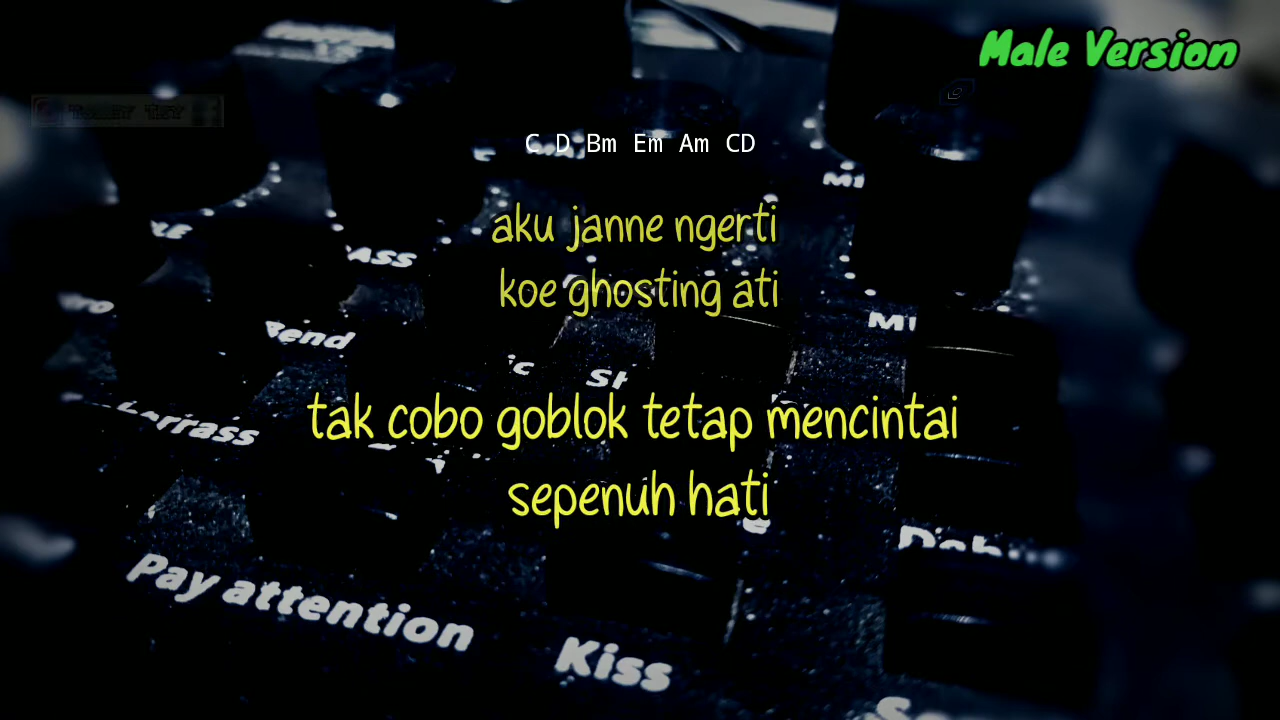 Male Version
C D Bm Em Am CD
aku janne ngerti
koe ghosting ati
tak cobo goblok tetap mencintai
sepenuh hati
Bend
Pay attention
Kiss